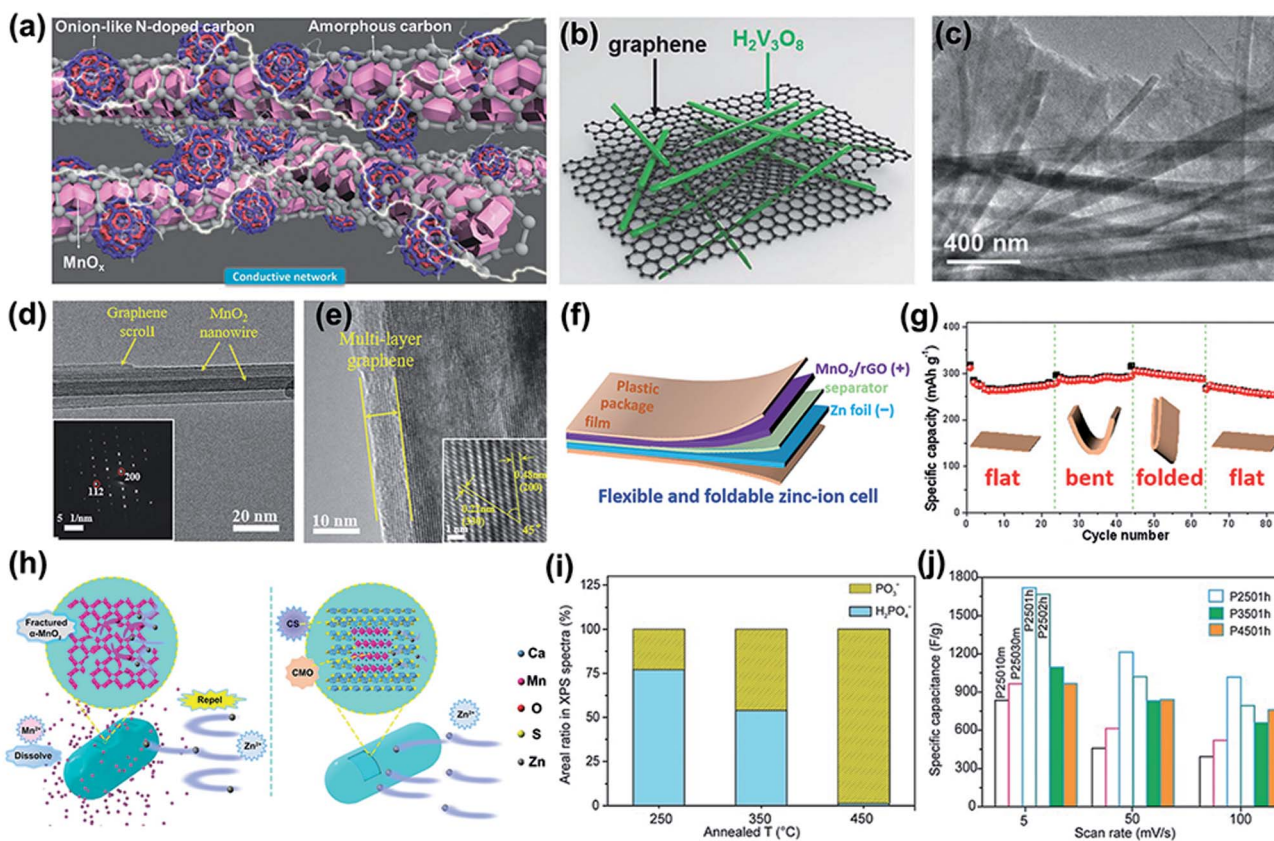 (a)
Onion-like N-doped carbon
Amorphous carbon
MnOx
Conductive network
(b)
graphene
H2V3O8
(c)
400 nm
(d)
Graphene
scroll
MnO2
nanowire
200
112
5 1/nm
20 nm
(e)
Multi-layer
graphene
10 nm
0.48nm
(200)
45°
1 nm
(f)
MnO2/rGO (+)
separator
Zn foil (−)
Plastic
package
film
Flexible and foldable zinc-ion cell
(g)
Specific capacity (mAh g-1)
400
300
200
100
0
flat
bent
folded
flat
0 10 20 30 40 50 60 70 80
Cycle number
(h)
Fractured
Repel
Mn2+
Dissolve
Zn2+
CS
CMO
Zn2+
Ca
Mn
O
S
Zn
(i)
Areal ratio in XPS spectra (%)
125
100
75
50
25
0
PO3-
H2PO4-
250 350 450
Annealed T (°C)
(j)
Specific capacitance (F/g)
1800
1500
1200
900
600
300
0
P25010m
P25030m
P2501h
P2502h
P2501h
P3501h
P4501h
5 50 100
Scan rate (mV/s)